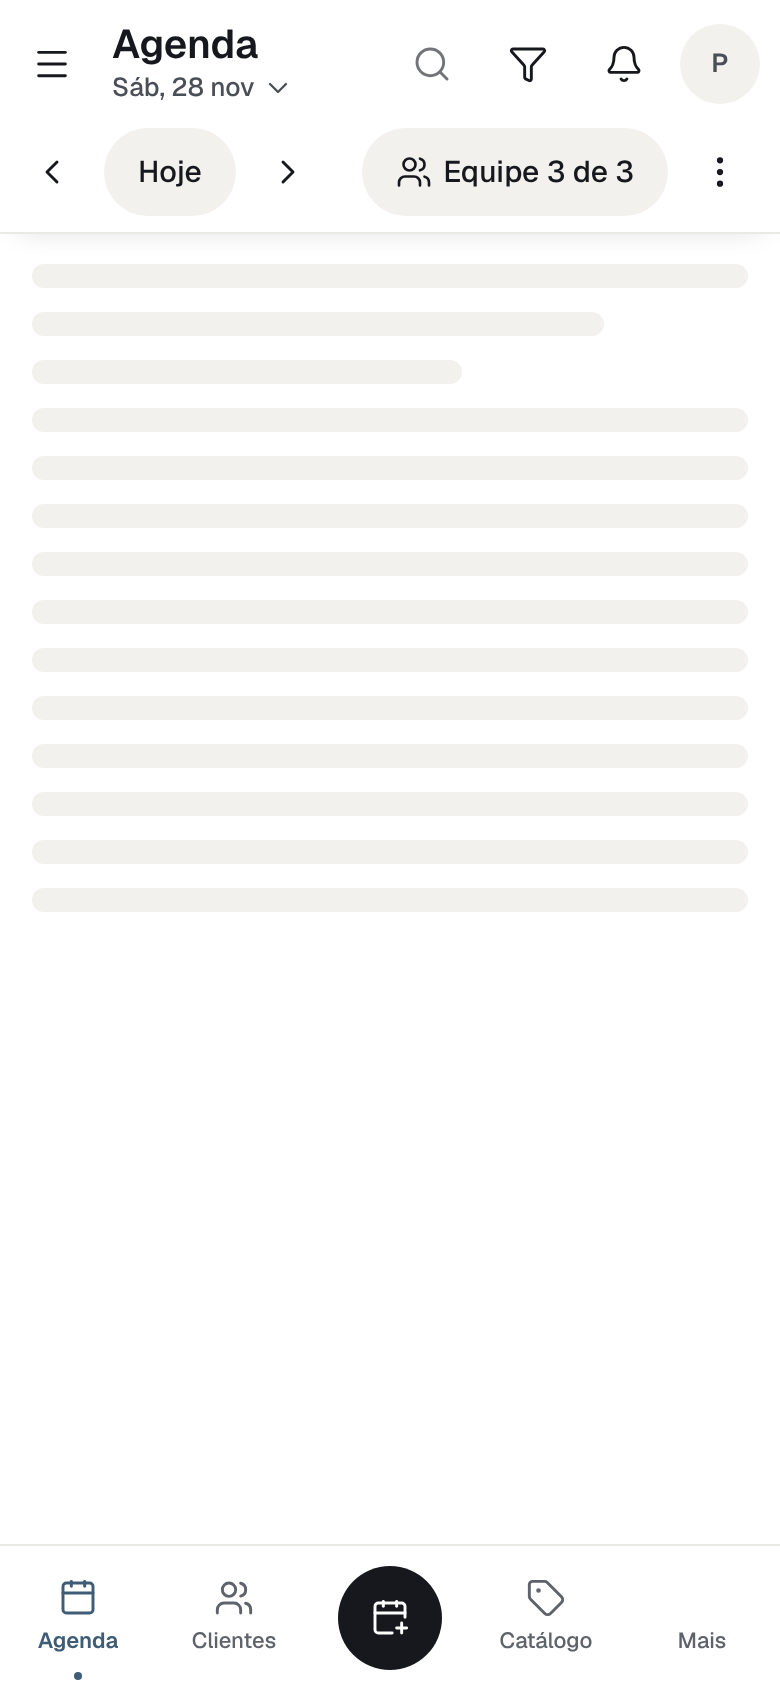 Agenda
Sáb, 28 nov
P
Hoje
Equipe 3 de 3
Agenda
Clientes
Catálogo
Mais